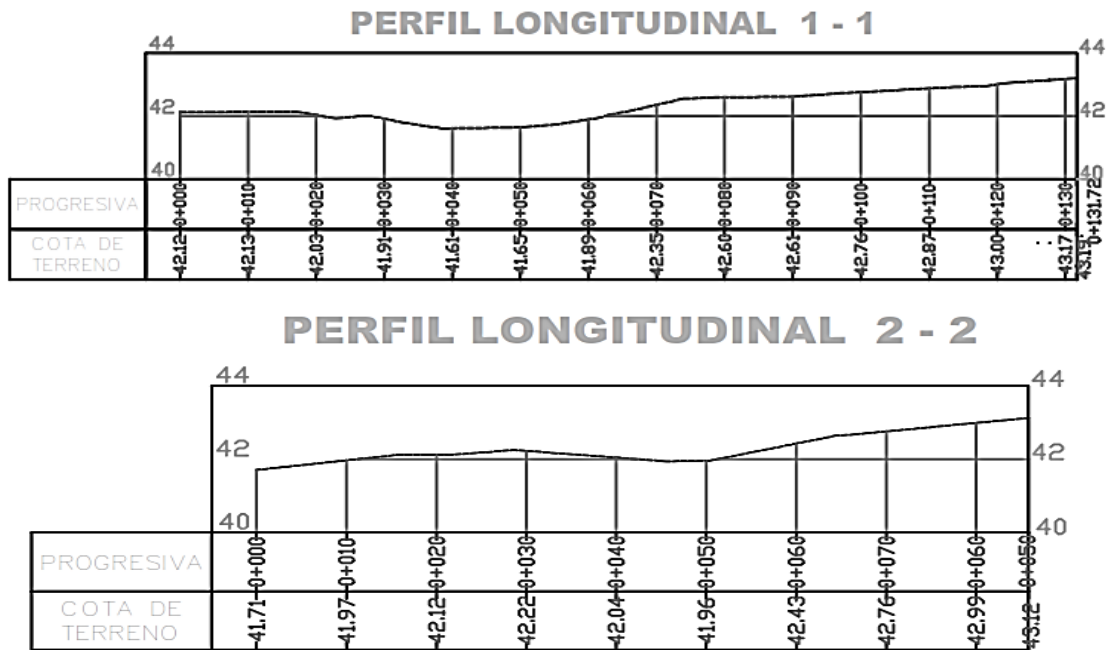 PERFIL LONGITUDINAL 1 - 1
44 44
42 42
40 40
PROGRESIVA 0+000 0+010 0+020 0+030 0+040 0+050 0+060 0+070 0+080 0+090 0+100 0+110 0+120 0+130 0+131.72
COTA DE
TERRENO 42.12 42.13 42.03 41.91 41.61 41.65 41.89 42.35 42.60 42.61 42.76 42.87 43.00 43.17 43.19
PERFIL LONGITUDINAL 2 - 2
44 44
42 42
40 40
PROGRESIVA 0+000 0+010 0+020 0+030 0+040 0+050 0+060 0+070 0+060 0+050
COTA DE
TERRENO 41.71 41.97 42.12 42.22 42.04 41.96 42.43 42.76 42.99 43.12